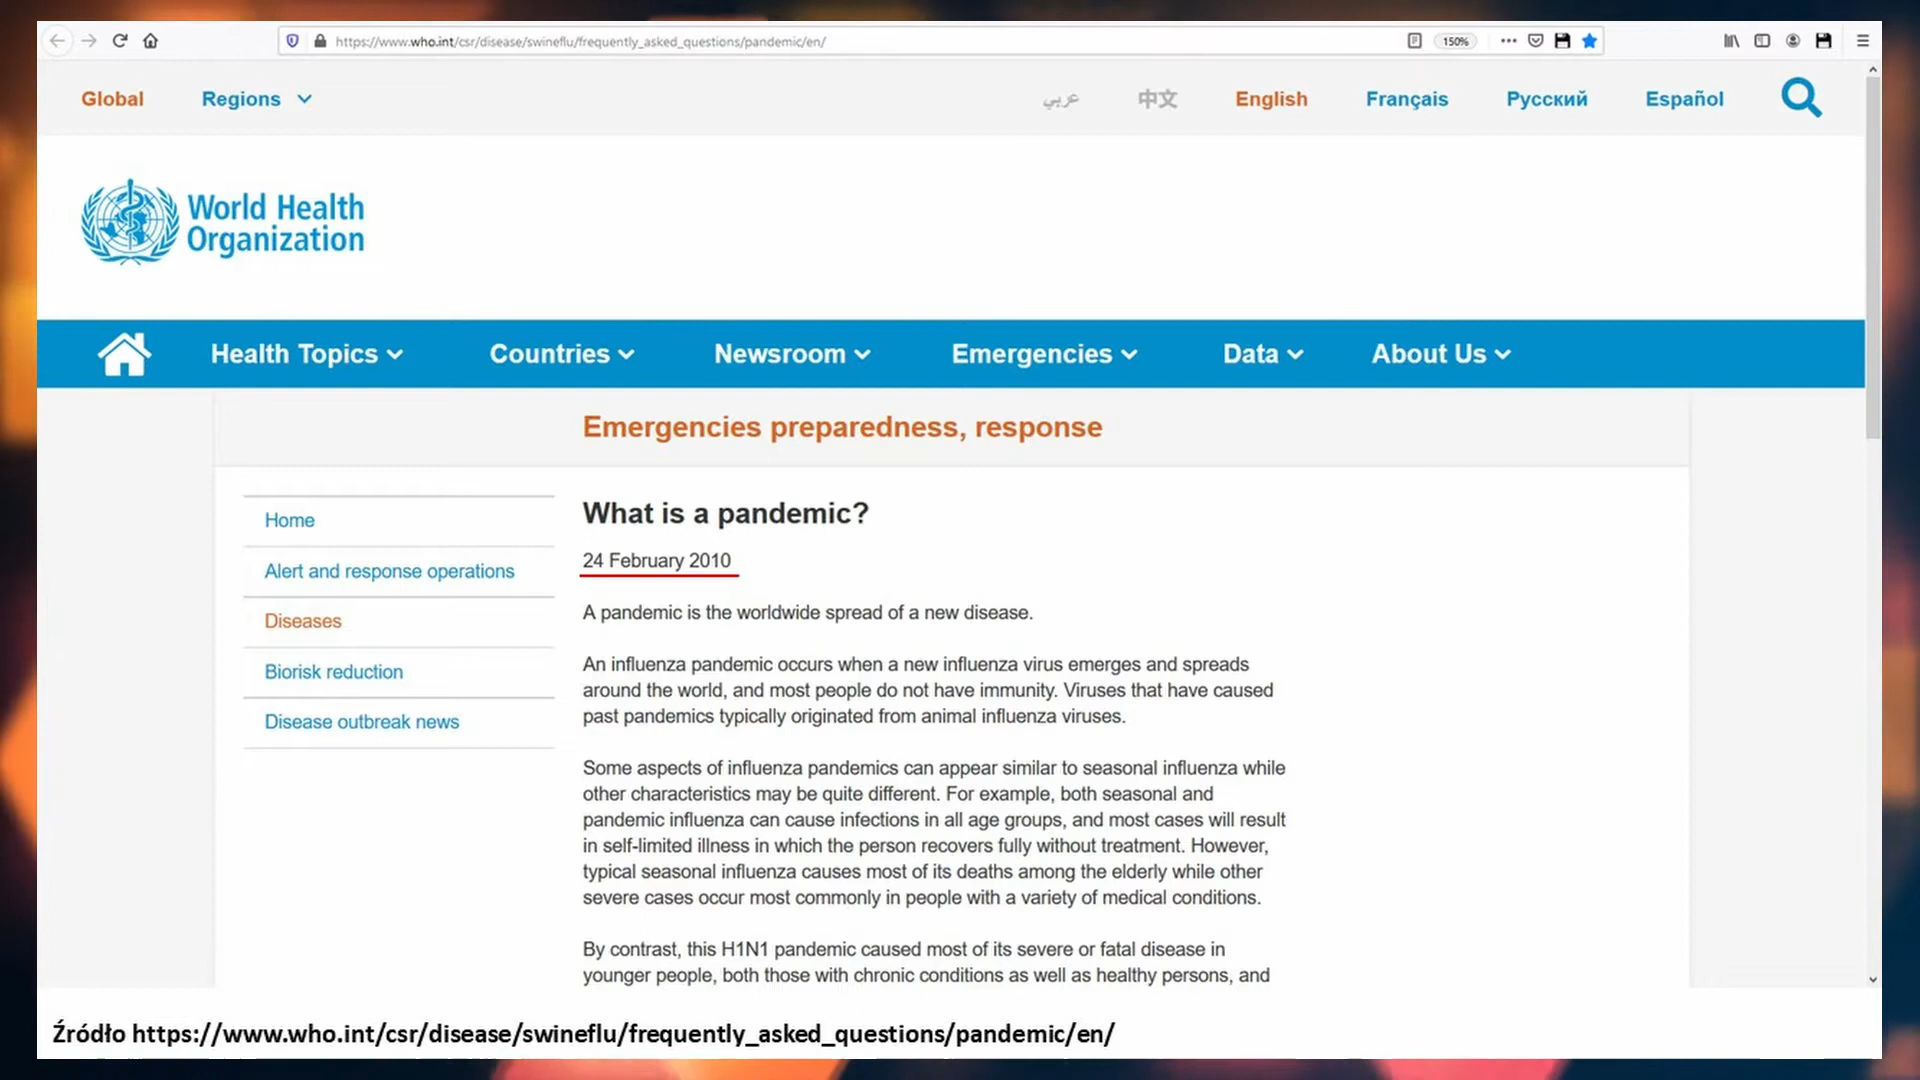 https://www.who.int/csr/disease/swineflu/frequently_asked_questions/pandemic/en/
150%
Global
Regions
عربي
中文
English
Français
Русский
Español
World Health
Organization
Health Topics
Countries
Newsroom
Emergencies
Data
About Us
Emergencies preparedness, response
Home
Alert and response operations
Diseases
Biorisk reduction
Disease outbreak news
What is a pandemic?
24 February 2010
A pandemic is the worldwide spread of a new disease.
An influenza pandemic occurs when a new influenza virus emerges and spreads
around the world, and most people do not have immunity. Viruses that have caused
past pandemics typically originated from animal influenza viruses.
Some aspects of influenza pandemics can appear similar to seasonal influenza while
other characteristics may be quite different. For example, both seasonal and
pandemic influenza can cause infections in all age groups, and most cases will result
in self-limited illness in which the person recovers fully without treatment. However,
typical seasonal influenza causes most of its deaths among the elderly while other
severe cases occur most commonly in people with a variety of medical conditions.
By contrast, this H1N1 pandemic caused most of its severe or fatal disease in
younger people, both those with chronic conditions as well as healthy persons, and
Źródło https://www.who.int/csr/disease/swineflu/frequently_asked_questions/pandemic/en/